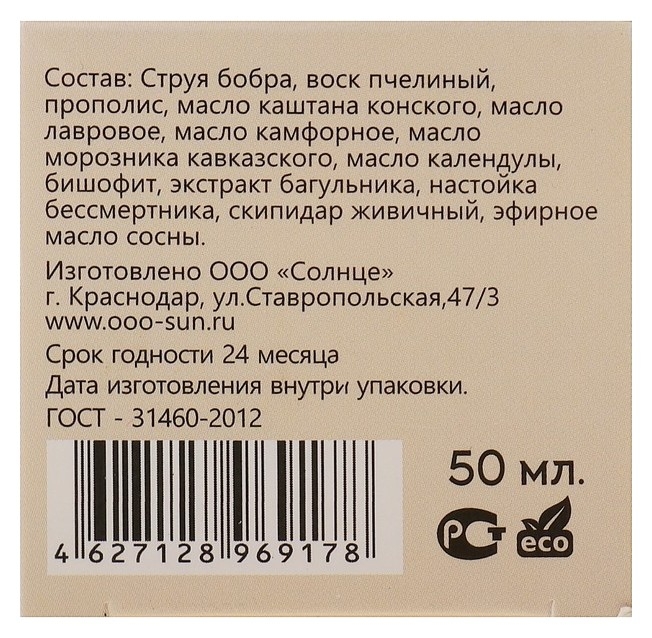 Состав: Струя бобра, воск пчелиный,
прополис, масло каштана конского, масло
лавровое, масло камфорное, масло
морозника кавказского, масло календулы,
бишофит, экстракт багульника, настойка
бессмертника, скипидар живичный, эфирное
масло сосны.
Изготовлено ООО «Солнце»
г. Краснодар, ул.Ставропольская,47/3
www.ooo-sun.ru
Срок годности 24 месяца
Дата изготовления внутри упаковки.
ГОСТ - 31460-2012
50 мл.
РСТ eco
4 627128 969178